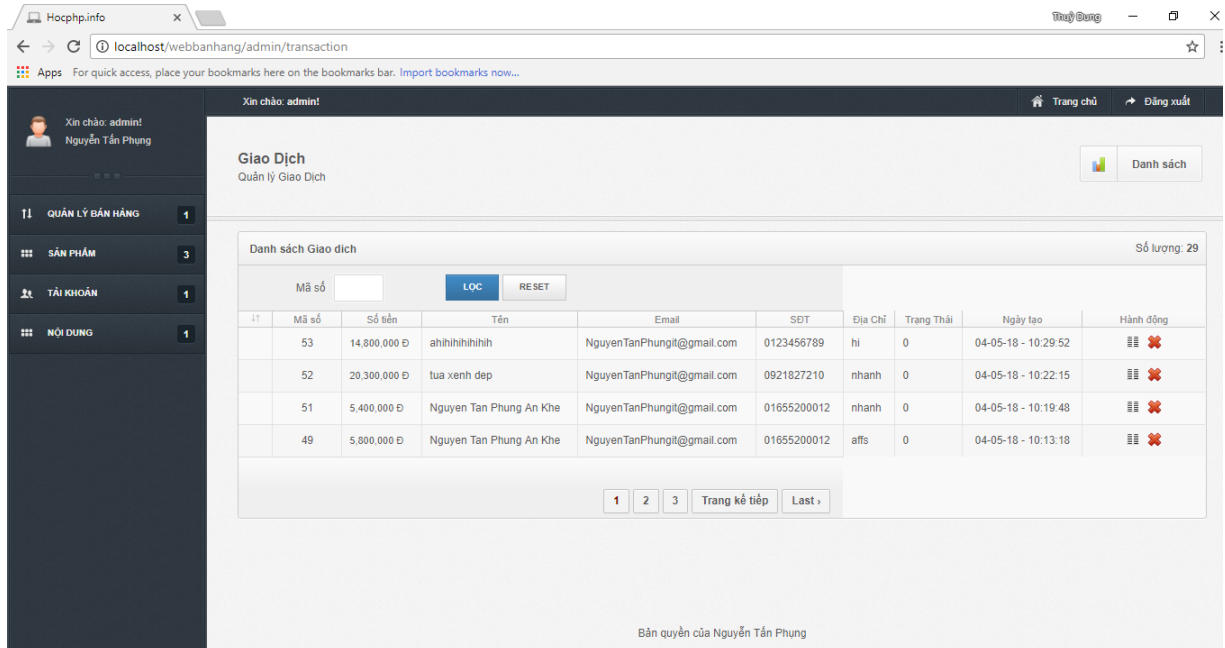 Hocphp.info
Thuỳ Dung
localhost/webbanhang/admin/transaction
Apps For quick access, place your bookmarks here on the bookmarks bar. Import bookmarks now...
Xin chào: admin!
Nguyễn Tấn Phụng
Xin chào: admin! Trang chủ Đăng xuất
Giao Dịch
Quản lý Giao Dịch
Danh sách
QUẢN LÝ BÁN HÀNG 1
SẢN PHẨM 3
TÀI KHOẢN 1
NỘI DUNG 1
Danh sách Giao dich Số lượng: 29
Mã số LỌC RESET
Mã số Số tiền Tên Email SĐT Địa Chỉ Trạng Thái Ngày tạo Hành động
53 14,800,000 Đ ahihihihihihih NguyenTanPhungit@gmail.com 0123456789 hi 0 04-05-18 - 10:29:52
52 20,300,000 Đ tua xenh dep NguyenTanPhungit@gmail.com 0921827210 nhanh 0 04-05-18 - 10:22:15
51 5,400,000 Đ Nguyen Tan Phung An Khe NguyenTanPhungit@gmail.com 01655200012 nhanh 0 04-05-18 - 10:19:48
49 5,800,000 Đ Nguyen Tan Phung An Khe NguyenTanPhungit@gmail.com 01655200012 affs 0 04-05-18 - 10:13:18
1 2 3 Trang kế tiếp Last ›
Bản quyền của Nguyễn Tấn Phụng